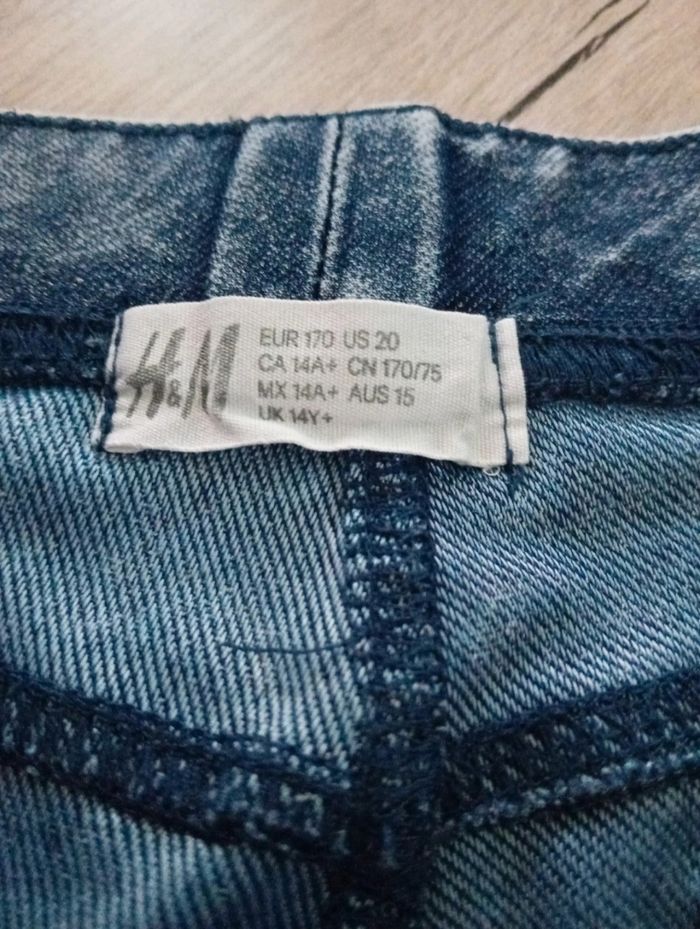 H&M
EUR 170 US 20
CA 14A+ CN 170/75
MX 14A+ AUS 15
UK 14Y+